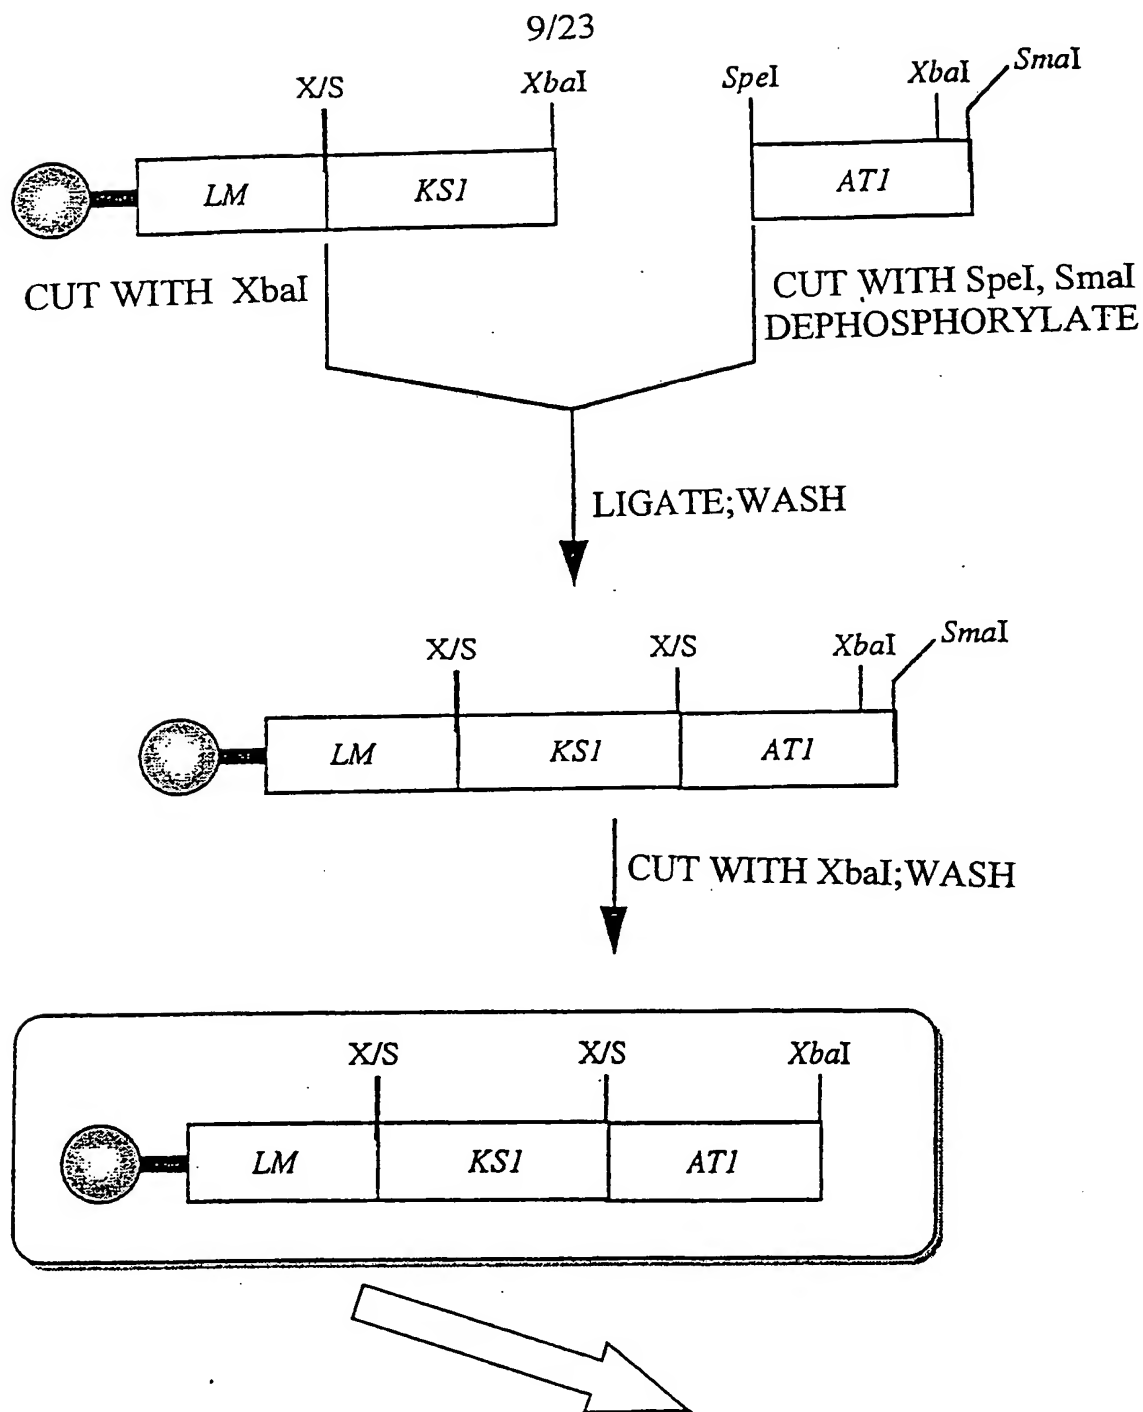 9/23
X/S XbaI SpeI XbaI SmaI
LM KS1 AT1
CUT WITH XbaI
CUT WITH SpeI, SmaI
DEPHOSPHORYLATE
LIGATE;WASH
X/S X/S XbaI SmaI
LM KS1 AT1
CUT WITH XbaI;WASH
X/S X/S XbaI
LM KS1 AT1